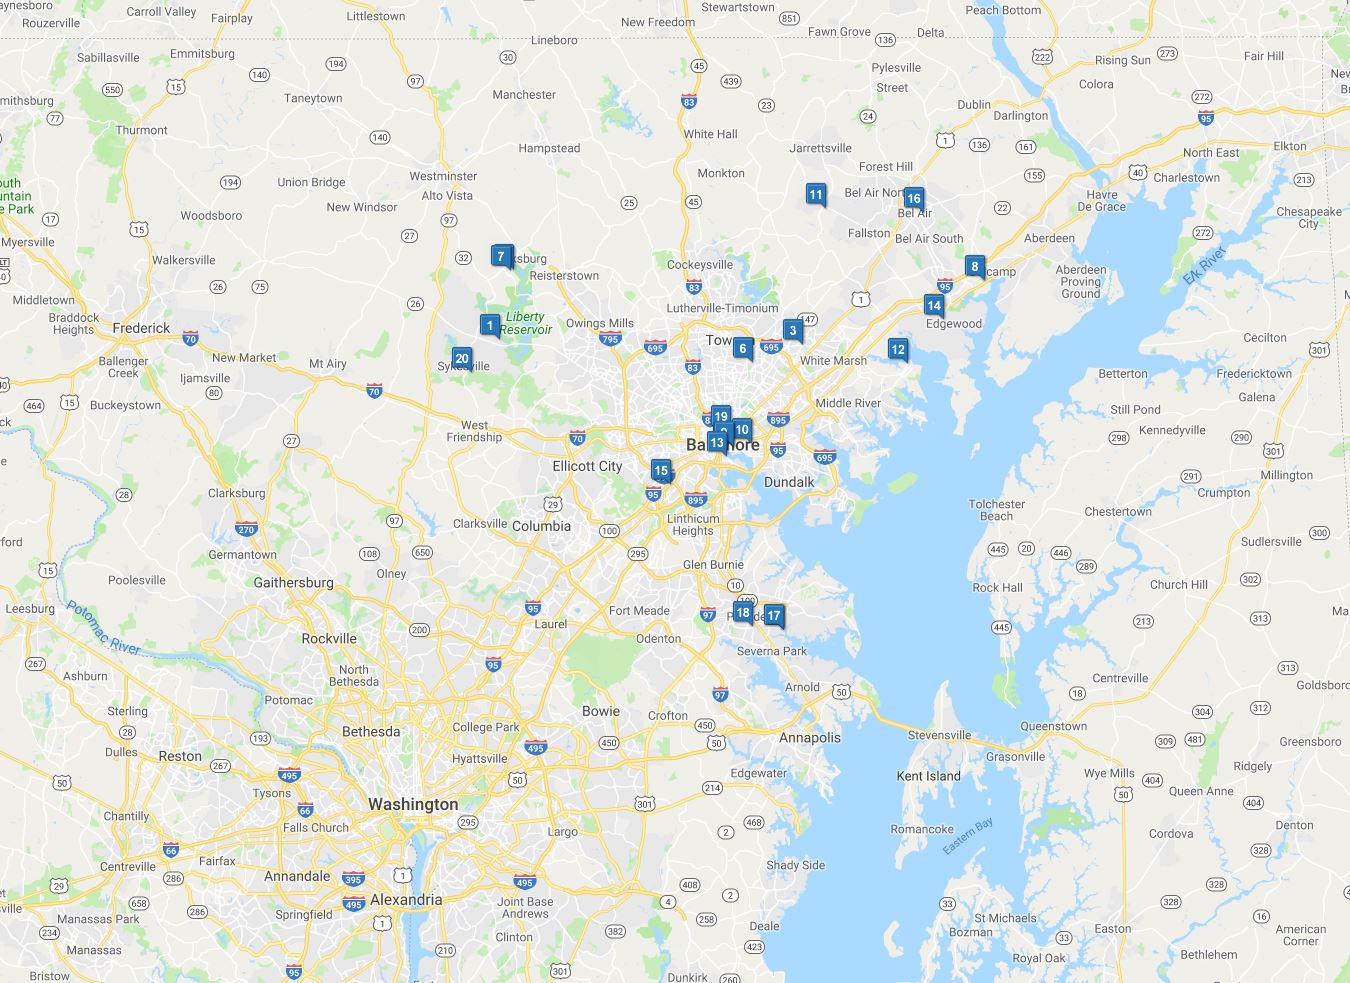 Stewartstown
Peach Bottom
Waynesboro
Rouzerville
Carroll Valley
Fairplay
Littlestown
New Freedom
851
Fawn Grove
136
Delta
Lineboro
Emmitsburg
Sabillasville
30
194
45
222
Rising Sun
273
Fair Hill
15
140
97
439
Pylesville
Colora
550
Taneytown
Manchester
83
23
Street
Dublin
272
95
77
Thurmont
140
White Hall
24
Darlington
1
Hampstead
Jarrettsville
136
161
North East
Elkton
Forest Hill
194
Union Bridge
Westminster
Alto Vista
Monkton
155
40
Charlestown
213
11
Bel Air North
16
Bel Air
Havre
De Grace
New Windsor
25
45
22
Woodsboro
17
15
97
27
Fallston
Bel Air South
Aberdeen
272
Chesapeake
City
Myersville
Walkersville
32
7
Reisterstown
Cockeysville
8
Aberdeen
Proving
Ground
Elk River
26
75
83
95
Middletown
Braddock
Heights
26
Liberty
Reservoir
1
Lutherville-Timonium
1
14
Edgewood
Frederick
70
Owings Mills
795
695
147
3
6
695
12
Cecilton
301
Ballenger
Creek
New Market
Mt Airy
20
83
White Marsh
Betterton
Fredericktown
Ijamsville
80
70
Middle River
Galena
464
15
Buckeystown
19
10
13
895
Still Pond
Kennedyville
27
West
Friendship
70
95
695
298
290
301
Ellicott City
15
28
95
895
Dundalk
291
Millington
Clarksburg
29
Crumpton
270
97
Clarksville
Columbia
100
Linthicum
Heights
Tolchester
Beach
Chestertown
300
108
650
295
445
20
446
Sudlersville
Germantown
Olney
Glen Burnie
289
15
Poolesville
Gaithersburg
10
Rock Hall
Church Hill
302
Leesburg
Potomac River
95
Fort Meade
97
18
17
Laurel
213
313
Rockville
200
Odenton
445
267
Ashburn
North
Bethesda
95
Severna Park
313
Potomac
97
Arnold
50
18
Centreville
Goldsboro
Sterling
28
Bowie
Crofton
450
304
312
Dulles
193
Bethesda
College Park
495
450
50
Annapolis
Stevensville
Queenstown
309
481
Greensboro
Reston
267
Hyattsville
Grasonville
50
495
50
Edgewater
Kent Island
Wye Mills
404
Ridgely
Tysons
Washington
214
50
Queen Anne
66
295
301
404
Chantilly
Falls Church
Largo
2
468
Romancoke
Eastern Bay
Cordova
Denton
66
Fairfax
Shady Side
328
Centreville
29
286
Annandale
395
1
495
408
2
328
495
Alexandria
Joint Base
Andrews
4
33
328
658
286
Springfield
258
St Michaels
16
Manassas Park
1
382
Deale
Bozman
Easton
American
Corner
234
Clinton
423
33
Manassas
210
Bethlehem
95
301
Royal Oak
Bristow
Dunkirk
260